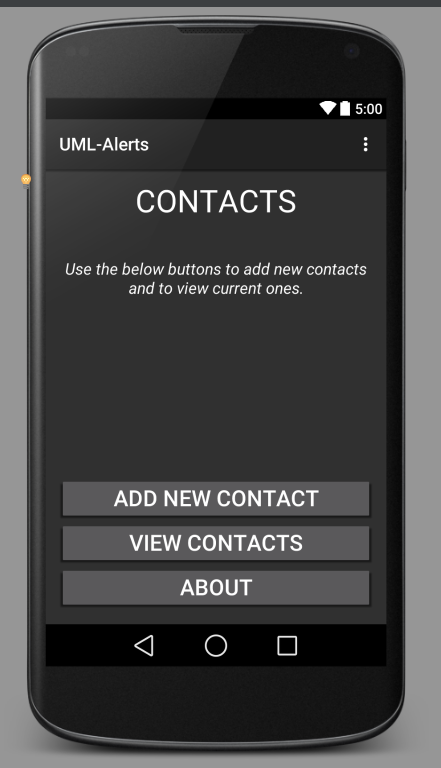 5:00
UML-Alerts
CONTACTS
Use the below buttons to add new contacts
and to view current ones.
ADD NEW CONTACT
VIEW CONTACTS
ABOUT